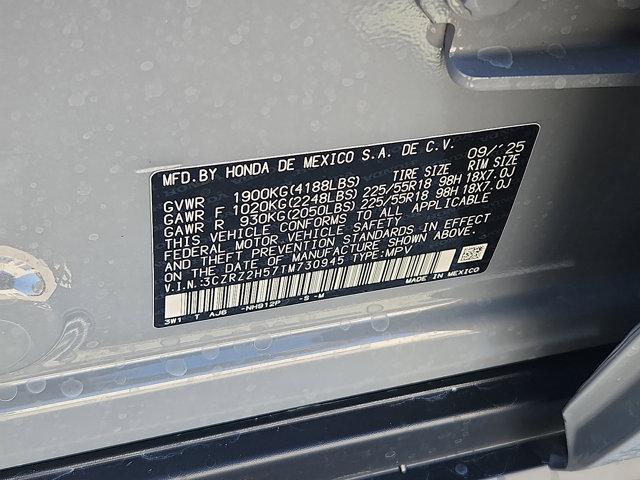 MFD. BY HONDA DE MEXICO S.A. DE C.V. 09/'25
TIRE SIZE RIM SIZE
GVWR 1900KG(4188LBS)
GAWR F 1020KG(2248LBS) 225/55R18 98H 18X7.0J
GAWR R 930KG(2050LBS) 225/55R18 98H 18X7.0J
THIS VEHICLE CONFORMS TO ALL APPLICABLE
FEDERAL MOTOR VEHICLE SAFETY
AND THEFT PREVENTION STANDARDS IN EFFECT
ON THE DATE OF MANUFACTURE SHOWN ABOVE.
V.I.N.:3CZRZ2H57TM730945 TYPE:MPV
MADE IN MEXICO
3W1 T AJ6 -NH912P -S -M